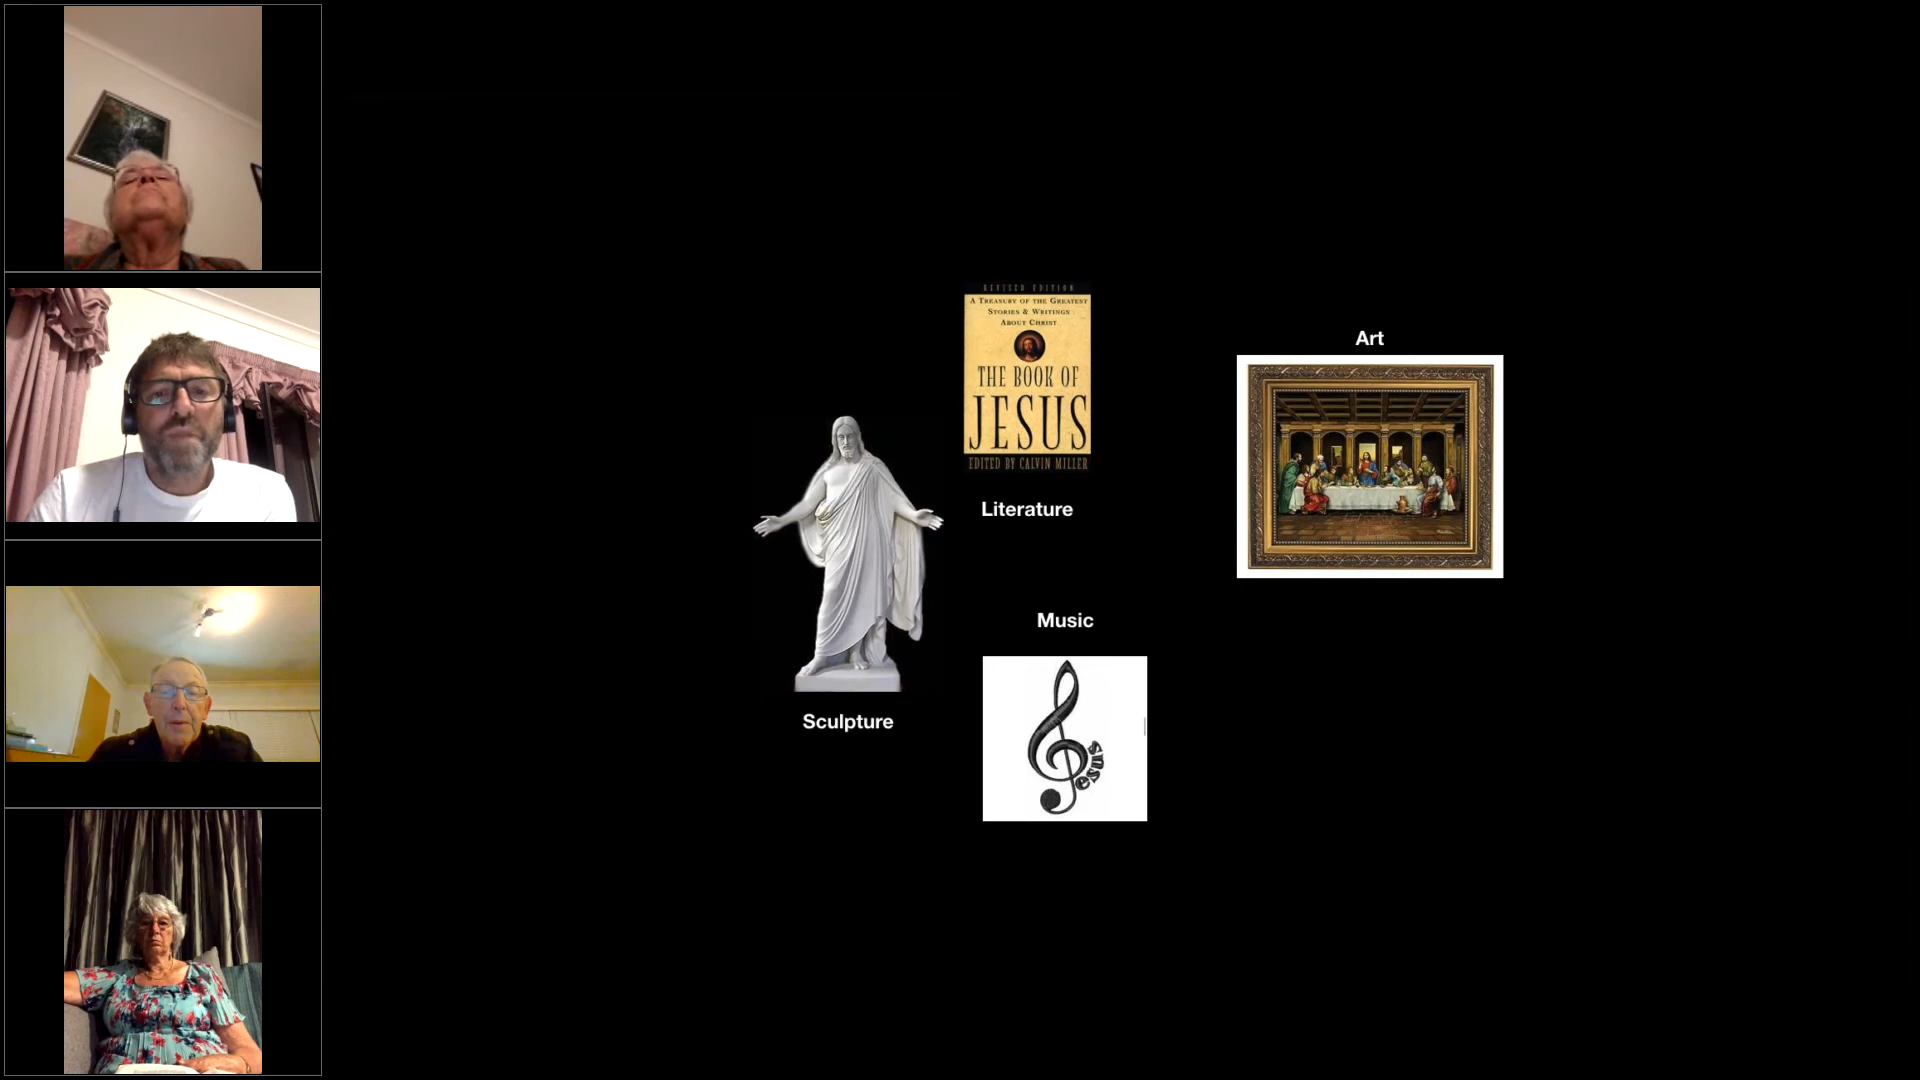 REVISED EDITION
A TREASURY OF THE GREATEST
STORIES & WRITINGS
ABOUT CHRIST
THE BOOK OF
JESUS
EDITED BY CALVIN MILLER
Literature
Art
Music
esus
Sculpture